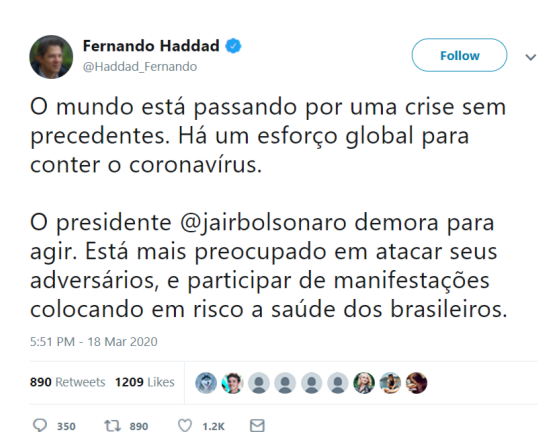 Fernando Haddad
@Haddad_Fernando
Follow
O mundo está passando por uma crise sem
precedentes. Há um esforço global para
conter o coronavírus.
O presidente @jairbolsonaro demora para
agir. Está mais preocupado em atacar seus
adversários, e participar de manifestações
colocando em risco a saúde dos brasileiros.
5:51 PM - 18 Mar 2020
890 Retweets 1209 Likes
350 890 1.2K